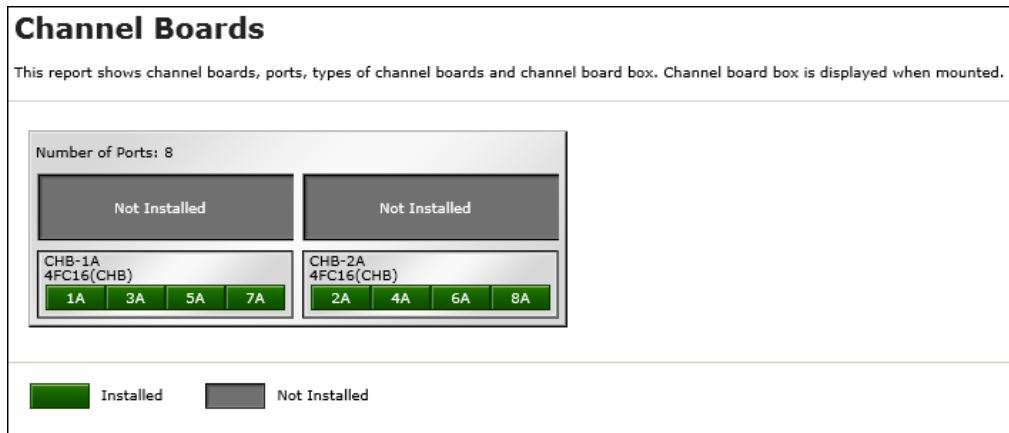 Channel Boards
This report shows channel boards, ports, types of channel boards and channel board box. Channel board box is displayed when mounted.
Number of Ports: 8
Not Installed
Not Installed
CHB-1A
4FC16(CHB)
1A 3A 5A 7A
CHB-2A
4FC16(CHB)
2A 4A 6A 8A
Installed
Not Installed